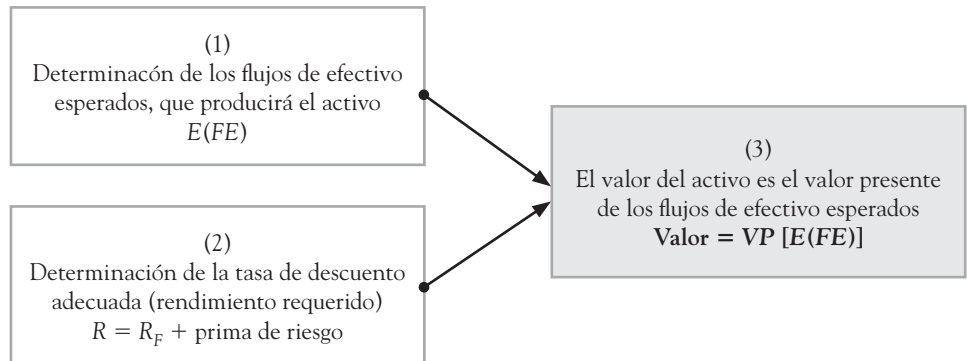 (1)
Determinacón de los flujos de efectivo
esperados, que producirá el activo
E(FE)
(2)
Determinación de la tasa de descuento
adecuada (rendimiento requerido)
R = R_F + prima de riesgo
(3)
El valor del activo es el valor presente
de los flujos de efectivo esperados
Valor = VP [E(FE)]